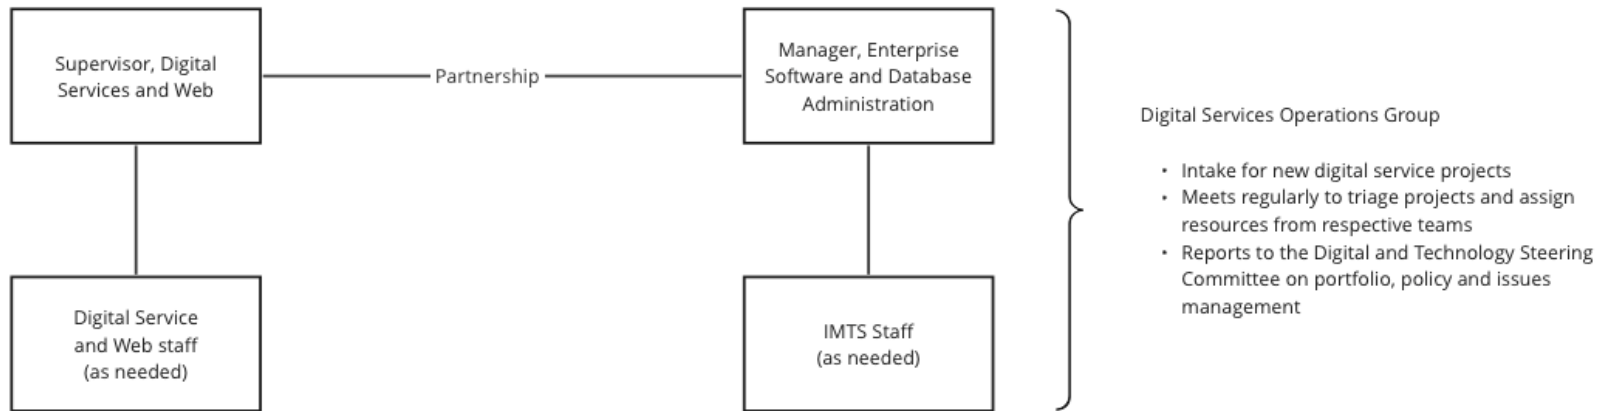 Supervisor, Digital
Services and Web
Partnership
Manager, Enterprise
Software and Database
Administration
Digital Service
and Web staff
(as needed)
IMTS Staff
(as needed)
Digital Services Operations Group
• Intake for new digital service projects
• Meets regularly to triage projects and assign
resources from respective teams
• Reports to the Digital and Technology Steering
Committee on portfolio, policy and issues
management